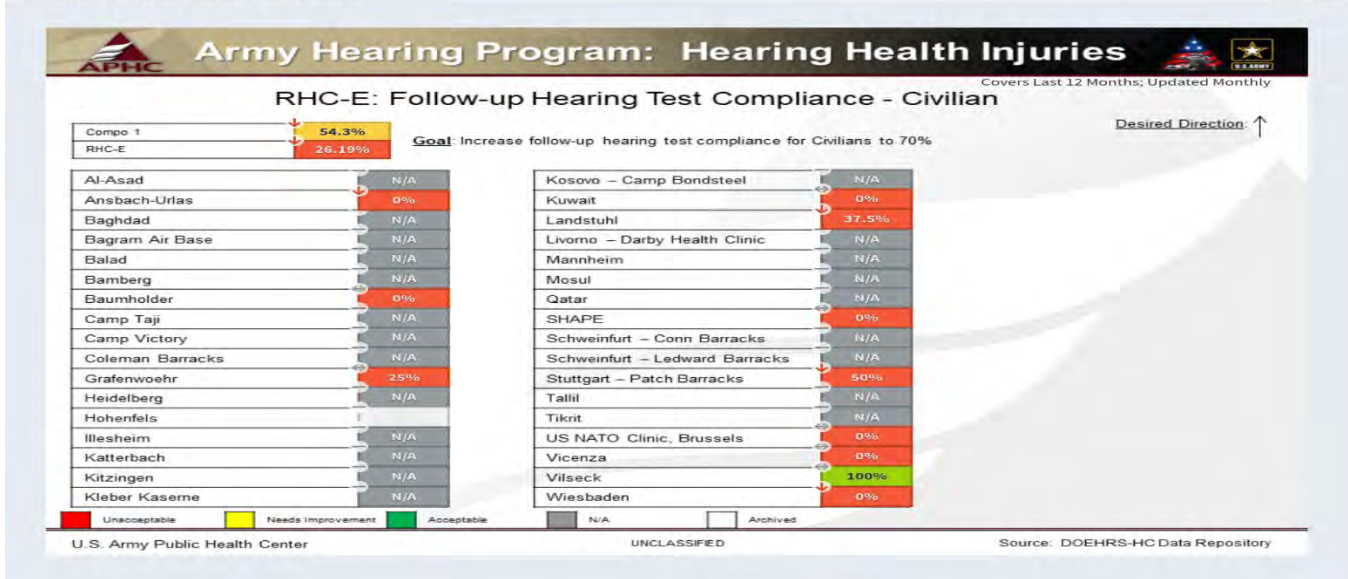 Army Hearing Program: Hearing Health Injuries
APHC
U.S. ARMY
Covers Last 12 Months; Updated Monthly
RHC-E: Follow-up Hearing Test Compliance - Civilian
Compo 1 54.3%
RHC-E 26.19%
Goal: Increase follow-up hearing test compliance for Civilians to 70%
Desired Direction: ↑
Al-Asad N/A
Ansbach-Urlas 0%
Baghdad N/A
Bagram Air Base N/A
Balad N/A
Bamberg N/A
Baumholder 0%
Camp Taji N/A
Camp Victory N/A
Coleman Barracks N/A
Grafenwoehr 25%
Heidelberg N/A
Hohenfels
Illesheim N/A
Katterbach N/A
Kitzingen N/A
Kleber Kaserne N/A
Kosovo – Camp Bondsteel N/A
Kuwait 0%
Landstuhl 37.5%
Livorno – Darby Health Clinic N/A
Mannheim N/A
Mosul N/A
Qatar N/A
SHAPE 0%
Schweinfurt – Conn Barracks N/A
Schweinfurt – Ledward Barracks N/A
Stuttgart – Patch Barracks 50%
Tallil N/A
Tikrit N/A
US NATO Clinic, Brussels 0%
Vicenza 0%
Vilseck 100%
Wiesbaden 0%
Unacceptable Needs Improvement Acceptable N/A Archived
U.S. Army Public Health Center UNCLASSIFIED Source: DOEHRS-HC Data Repository